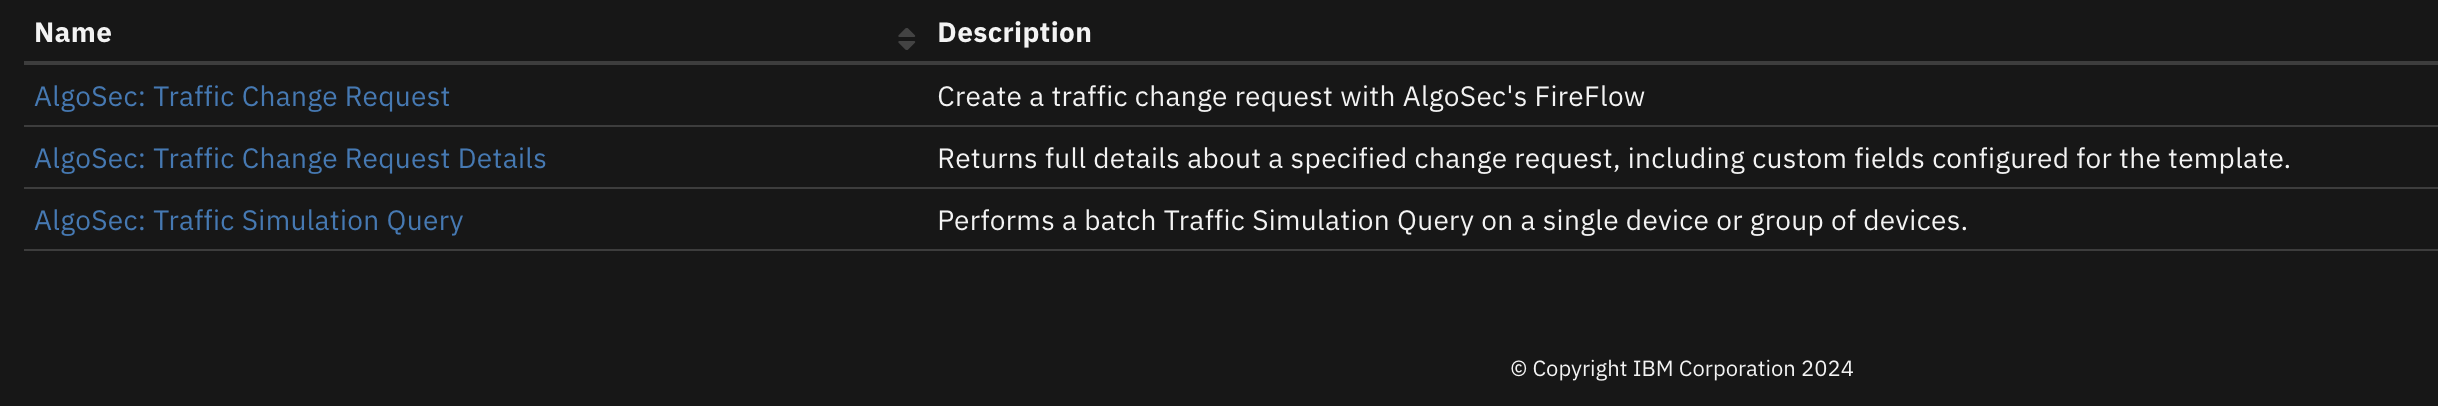 Name Description
AlgoSec: Traffic Change Request Create a traffic change request with AlgoSec's FireFlow
AlgoSec: Traffic Change Request Details Returns full details about a specified change request, including custom fields configured for the template.
AlgoSec: Traffic Simulation Query Performs a batch Traffic Simulation Query on a single device or group of devices.
© Copyright IBM Corporation 2024